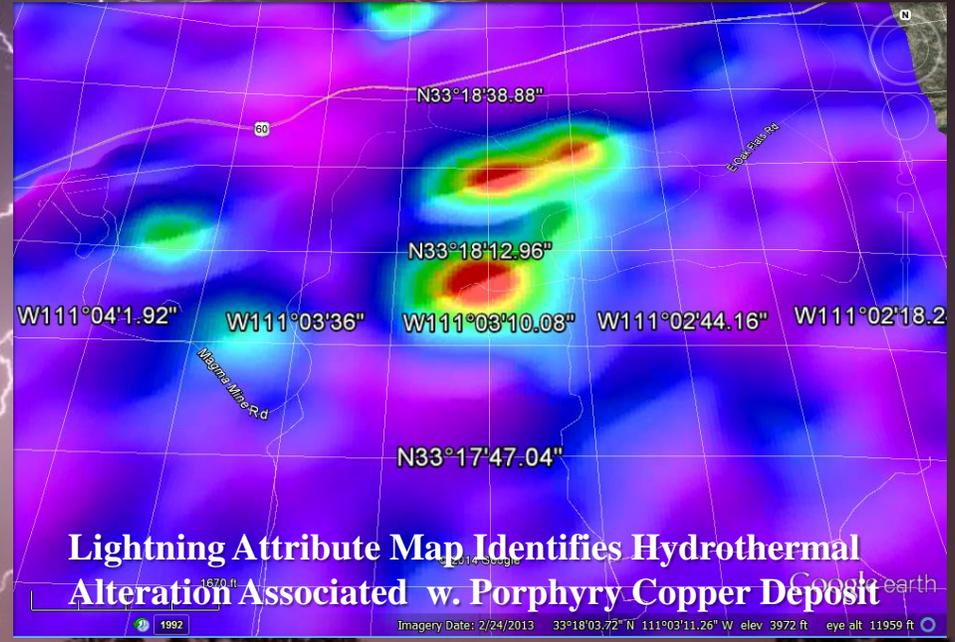 N
N33°18'38.88"
60
E Oak Flats Rd
N33°18'12.96"
W111°04'1.92"
W111°03'36"
W111°03'10.08"
W111°02'44.16"
W111°02'18.2
Magma Mine Rd
N33°17'47.04"
Lightning Attribute Map Identifies Hydrothermal
© 2014 Google
Alteration Associated w. Porphyry Copper Deposit
1670 ft
Google earth
1992
Imagery Date: 2/24/2013 33°18'03.72" N 111°03'11.26" W elev 3972 ft eye alt 11959 ft